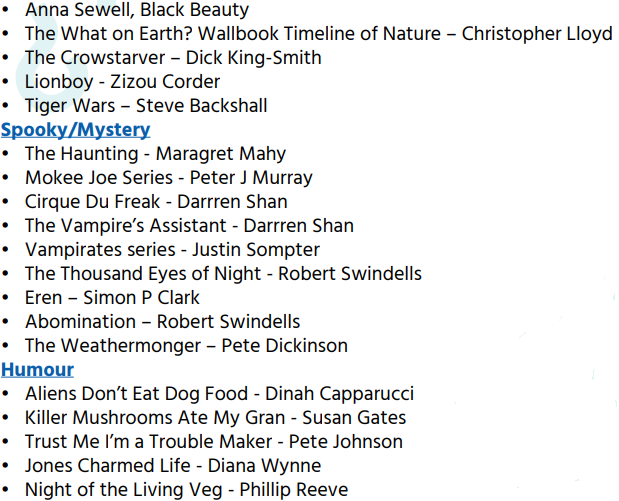 • Anna Sewell, Black Beauty
• The What on Earth? Wallbook Timeline of Nature – Christopher Lloyd
• The Crowstarver – Dick King-Smith
• Lionboy - Zizou Corder
• Tiger Wars – Steve Backshall
Spooky/Mystery
• The Haunting - Maragret Mahy
• Mokee Joe Series - Peter J Murray
• Cirque Du Freak - Darrren Shan
• The Vampire’s Assistant - Darrren Shan
• Vampirates series - Justin Sompter
• The Thousand Eyes of Night - Robert Swindells
• Eren – Simon P Clark
• Abomination – Robert Swindells
• The Weathermonger – Pete Dickinson
Humour
• Aliens Don’t Eat Dog Food - Dinah Capparucci
• Killer Mushrooms Ate My Gran - Susan Gates
• Trust Me I’m a Trouble Maker - Pete Johnson
• Jones Charmed Life - Diana Wynne
• Night of the Living Veg - Phillip Reeve